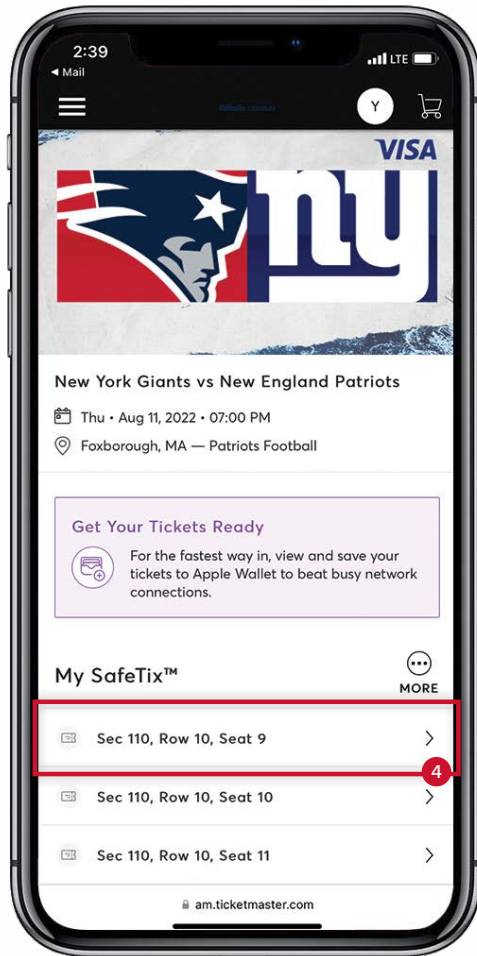 2:39
LTE
Mail
Y
VISA
ny
New York Giants vs New England Patriots
Thu • Aug 11, 2022 • 07:00 PM
Foxborough, MA — Patriots Football
Get Your Tickets Ready
For the fastest way in, view and save your
tickets to Apple Wallet to beat busy network
connections.
My SafeTix™
MORE
Sec 110, Row 10, Seat 9
4
Sec 110, Row 10, Seat 10
Sec 110, Row 10, Seat 11
am.ticketmaster.com